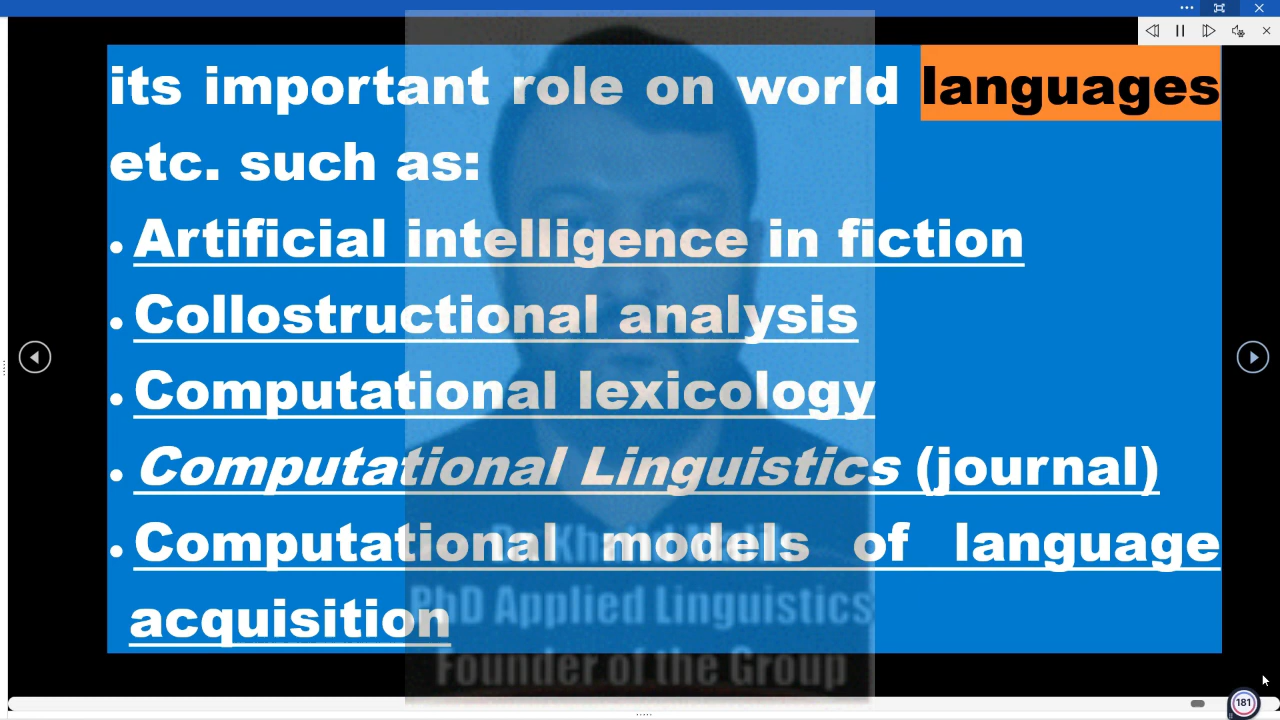 its important role on world languages
etc. such as:
• Artificial intelligence in fiction
• Collostructional analysis
• Computational lexicology
• Computational Linguistics (journal)
• Computational models of language
acquisition
PhD Applied Linguistics
Founder of the Group
181